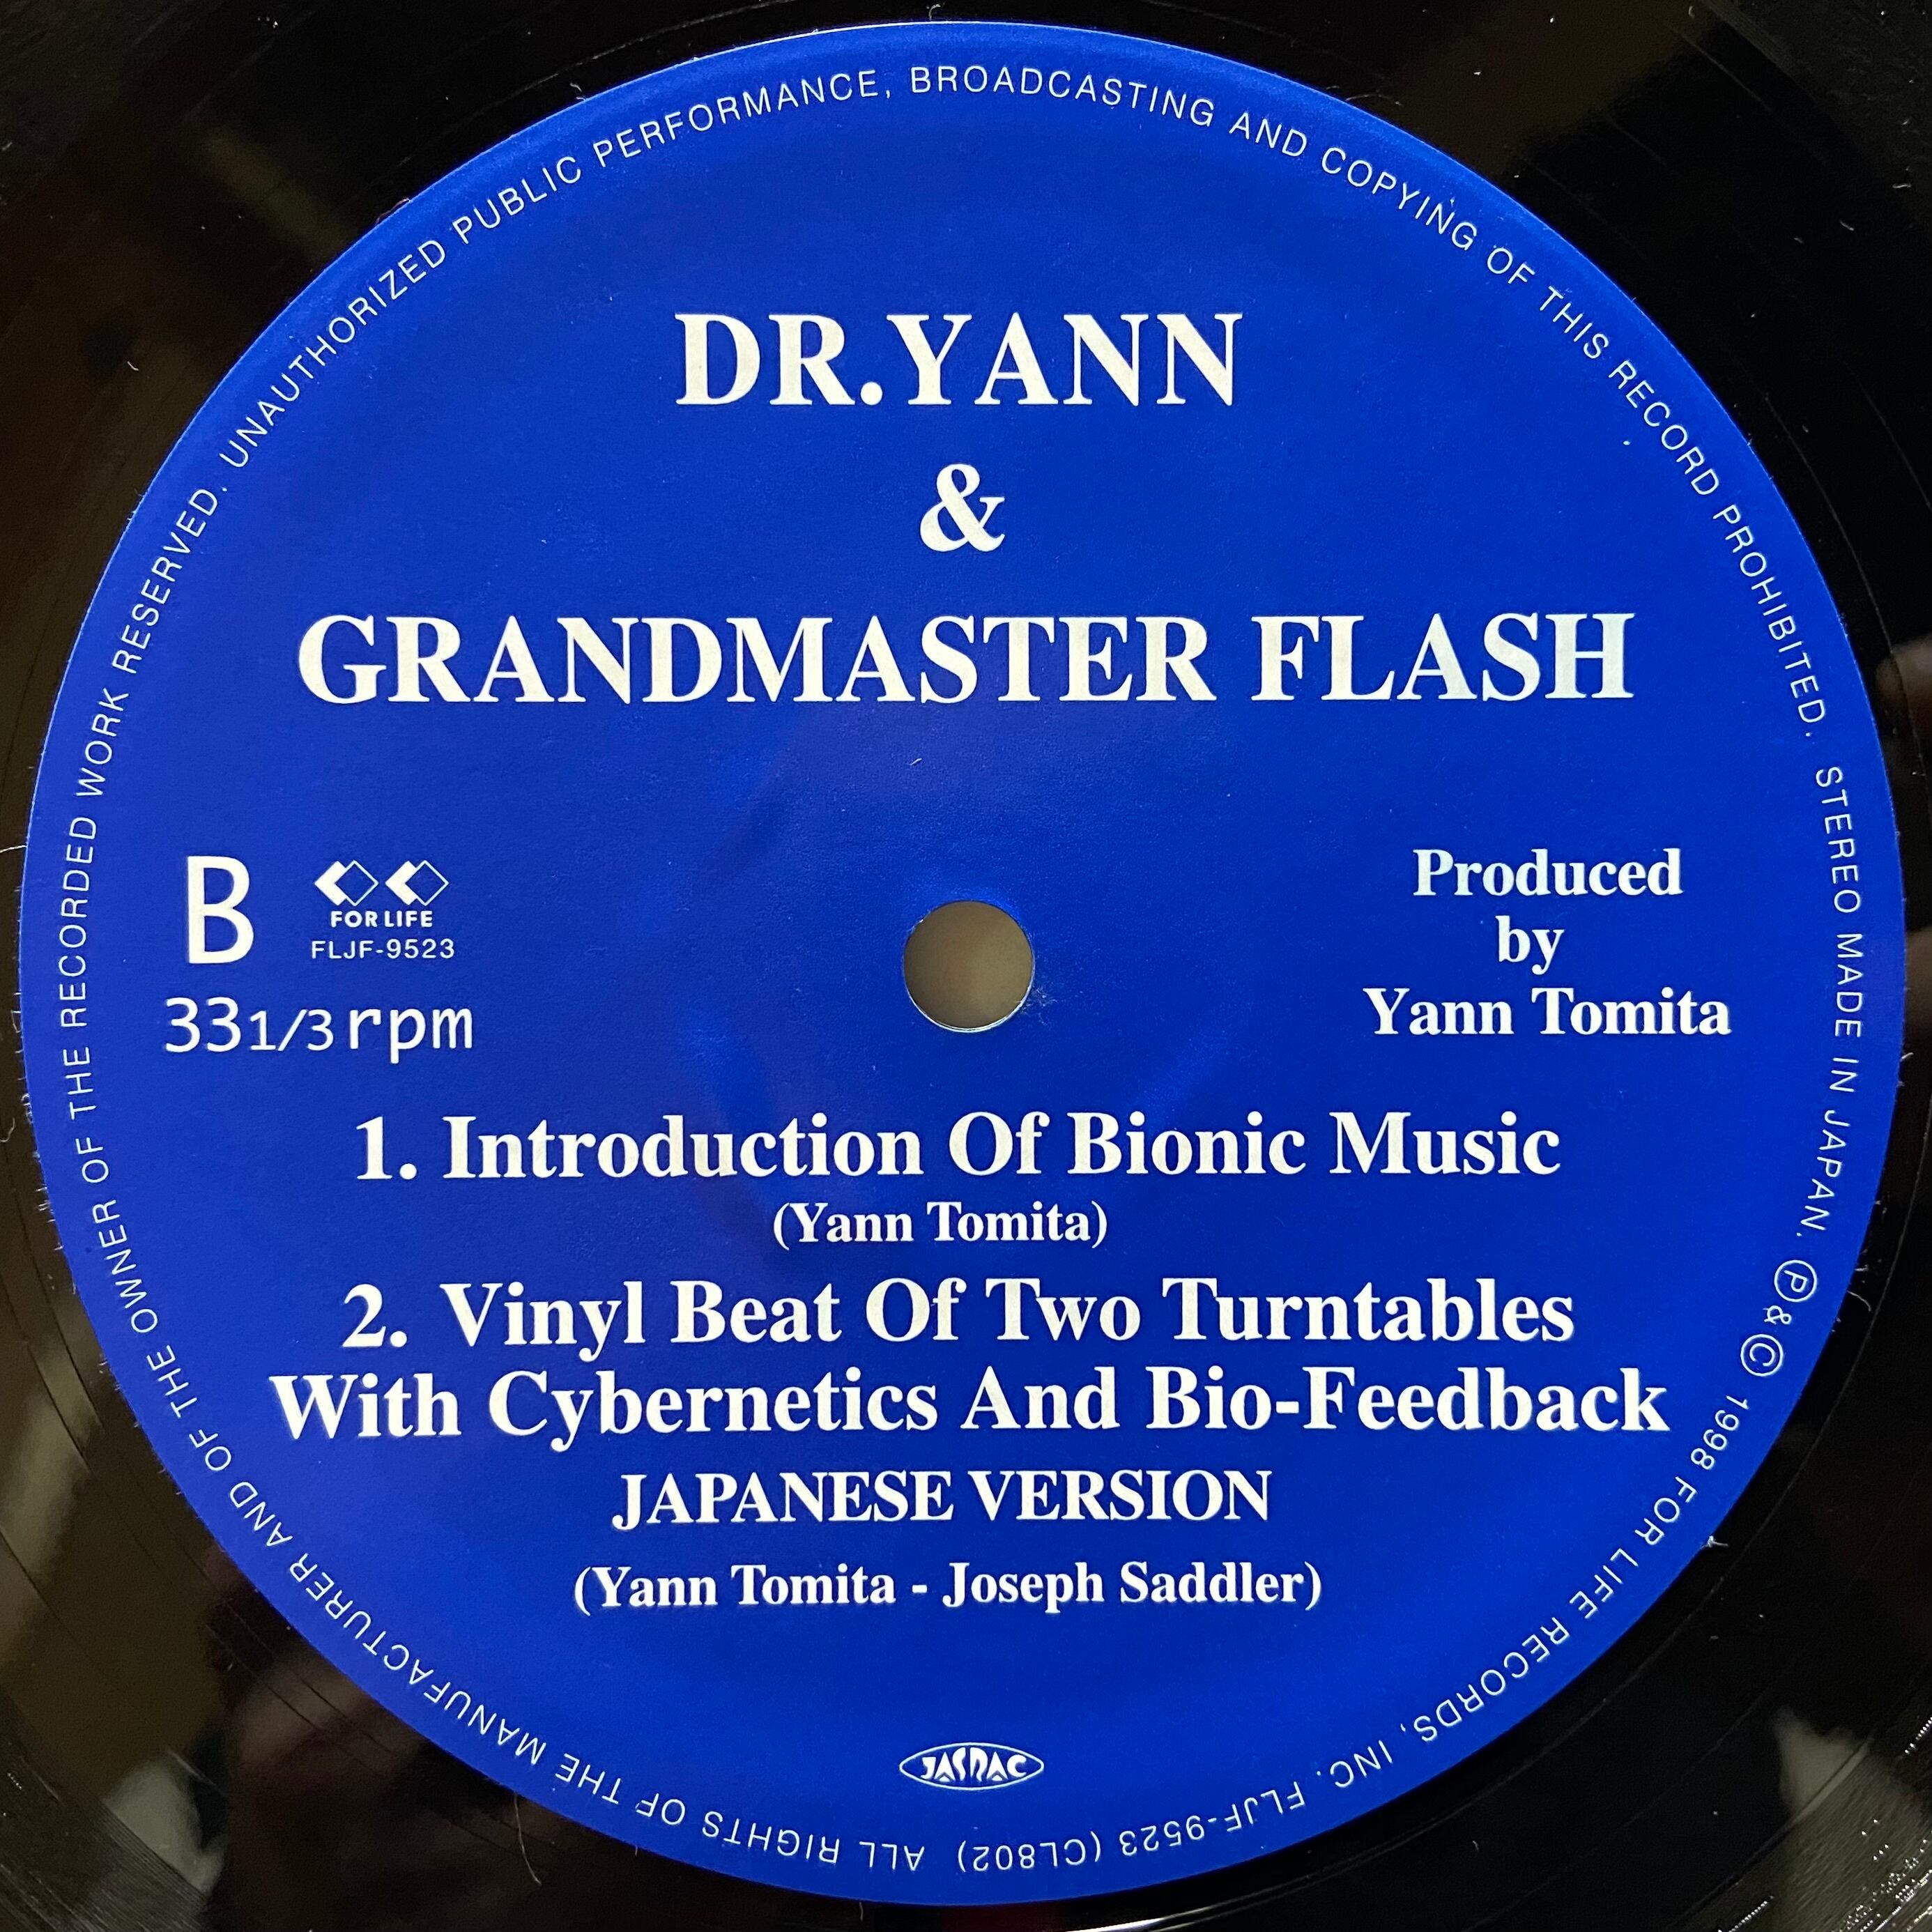 DR.YANN
&
GRANDMASTER FLASH
B
FOR LIFE
FLJF-9523
33 1/3 rpm
Produced
by
Yann Tomita
1. Introduction Of Bionic Music
(Yann Tomita)
2. Vinyl Beat Of Two Turntables
With Cybernetics And Bio-Feedback
JAPANESE VERSION
(Yann Tomita - Joseph Saddler)
JASRAC
ALL RIGHTS OF THE MANUFACTURER AND OF THE OWNER OF THE RECORDED WORK RESERVED. UNAUTHORIZED PUBLIC PERFORMANCE, BROADCASTING AND COPYING OF THIS RECORD PROHIBITED. STEREO MADE IN JAPAN. Ⓟ&Ⓒ 1998 FOR LIFE RECORDS, INC. FLJF-9523 (CL802)